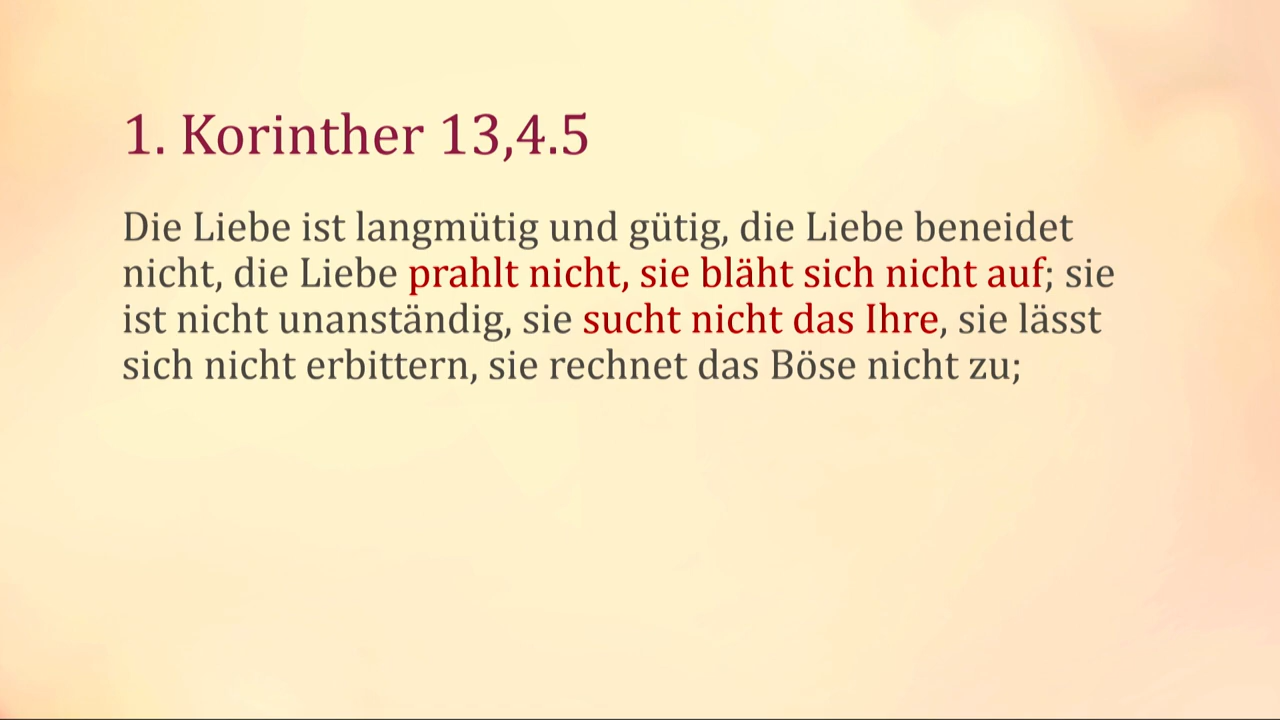 1. Korinther 13,4.5
Die Liebe ist langmütig und gütig, die Liebe beneidet
nicht, die Liebe prahlt nicht, sie bläht sich nicht auf; sie
ist nicht unanständig, sie sucht nicht das Ihre, sie lässt
sich nicht erbittern, sie rechnet das Böse nicht zu;